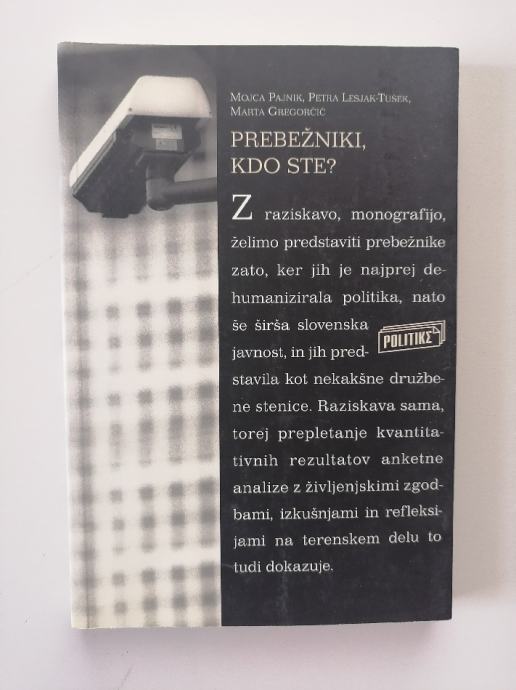 MOJCA PAJNIK, PETRA LESJAK-TUŠEK,
MARTA GREGORČIČ
PREBEŽNIKI,
KDO STE?
Z raziskavo, monografijo,
želimo predstaviti prebežnike
zato, ker jih je najprej de-
humanizirala politika, nato
še širša slovenska
javnost, in jih pred-
stavila kot nekakšne družbe-
ne stenice. Raziskava sama,
torej prepletanje kvantita-
tivnih rezultatov anketne
analize z življenjskimi zgod-
bami, izkušnjami in refleksi-
jami na terenskem delu to
tudi dokazuje.
POLITIKE